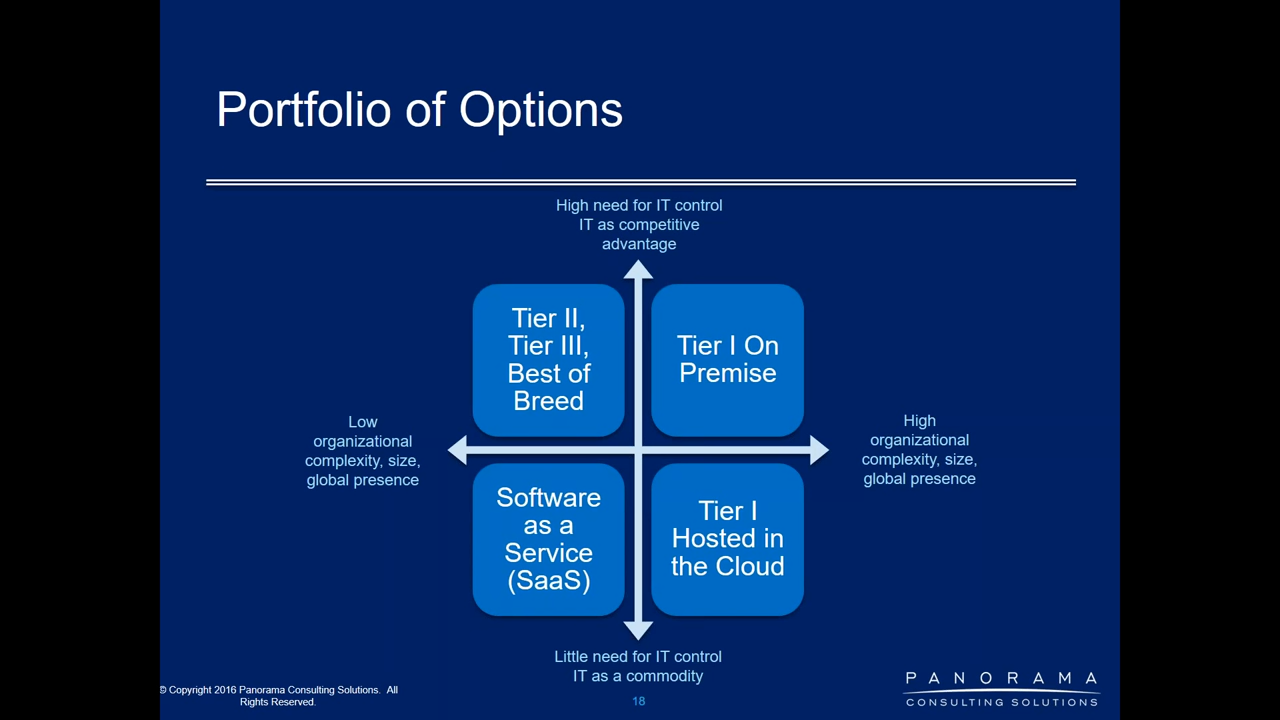 Portfolio of Options
High need for IT control
IT as competitive
advantage
Tier II,
Tier III,
Best of
Breed
Tier I On
Premise
Low
organizational
complexity, size,
global presence
High
organizational
complexity, size,
global presence
Software
as a
Service
(SaaS)
Tier I
Hosted in
the Cloud
Little need for IT control
IT as a commodity
© Copyright 2016 Panorama Consulting Solutions. All
Rights Reserved.
18
PANORAMA
CONSULTING SOLUTIONS